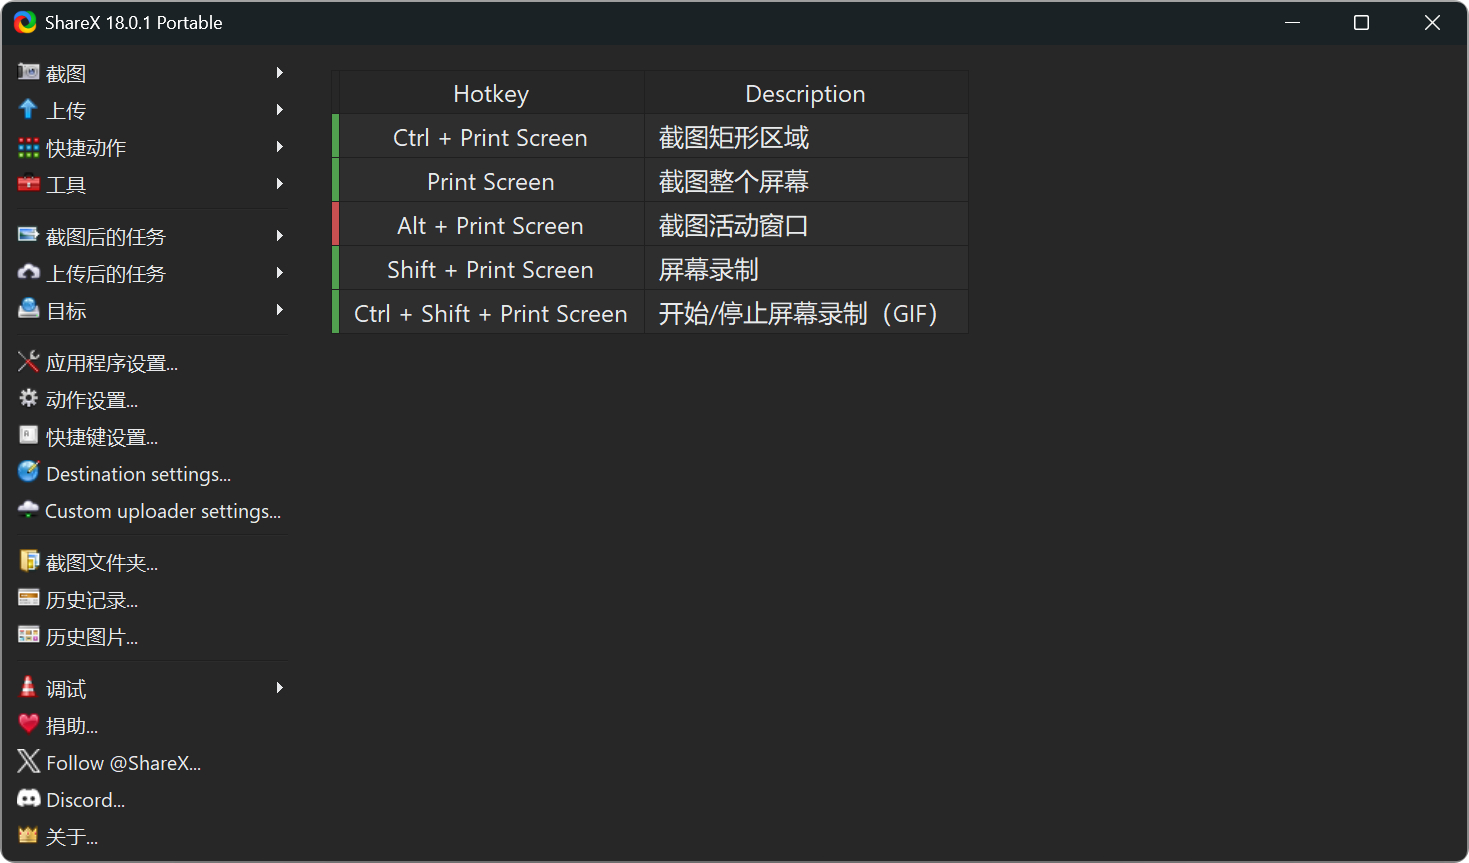 ShareX 18.0.1 Portable
截图
上传
快捷动作
工具
截图后的任务
上传后的任务
目标
应用程序设置...
动作设置...
快捷键设置...
Destination settings...
Custom uploader settings...
截图文件夹...
历史记录...
历史图片...
调试
捐助...
Follow @ShareX...
Discord...
关于...
Hotkey Description
Ctrl + Print Screen 截图矩形区域
Print Screen 截图整个屏幕
Alt + Print Screen 截图活动窗口
Shift + Print Screen 屏幕录制
Ctrl + Shift + Print Screen 开始/停止屏幕录制（GIF）